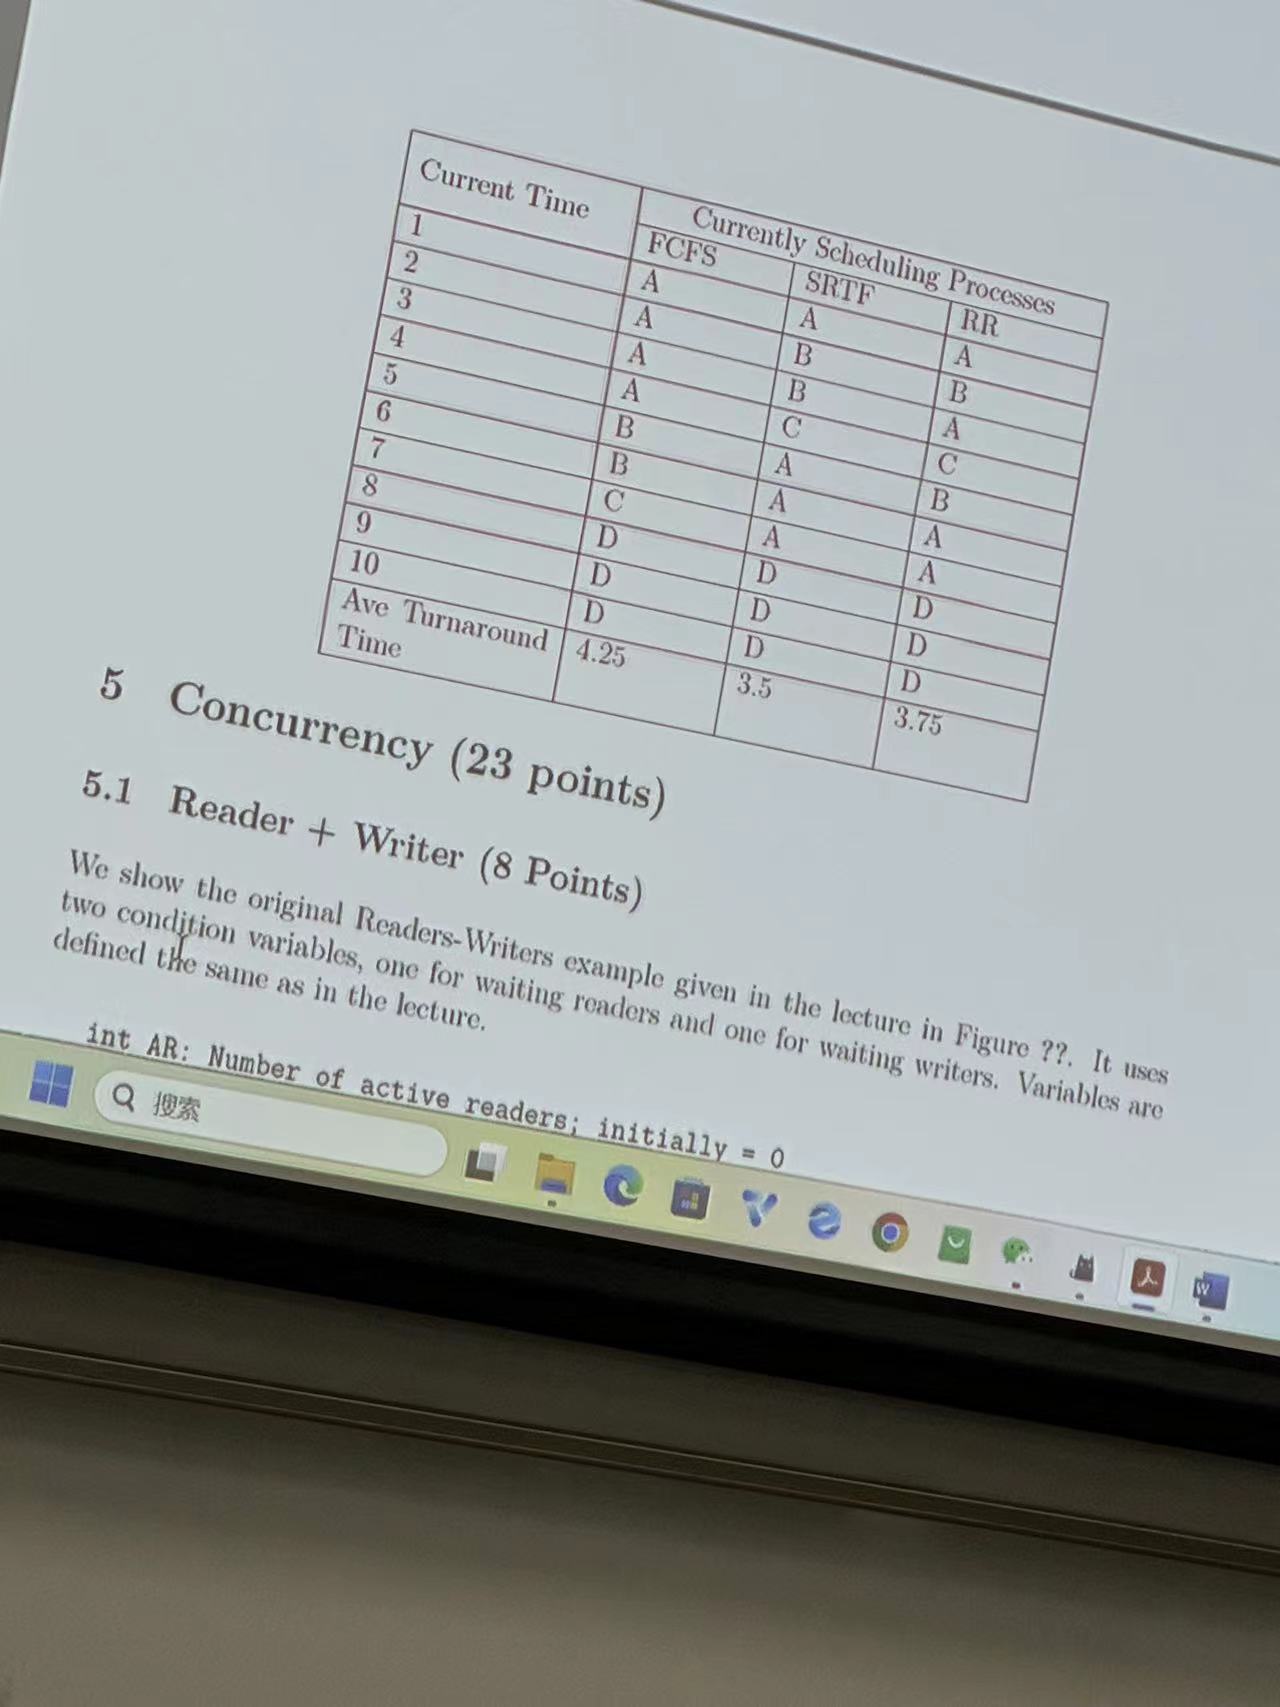 Current Time Currently Scheduling Processes
FCFS SRTF RR
1 A A A
2 A B B
3 A B A
4 A C C
5 B A B
6 B A A
7 C A A
8 D D D
9 D D D
10 D D D
Ave Turnaround
Time 4.25 3.5 3.75
5 Concurrency (23 points)
5.1 Reader + Writer (8 Points)
We show the original Readers-Writers example given in the lecture in Figure ??. It uses
two condition variables, one for waiting readers and one for waiting writers. Variables are
defined the same as in the lecture.
int AR: Number of active readers; initially = 0
搜索